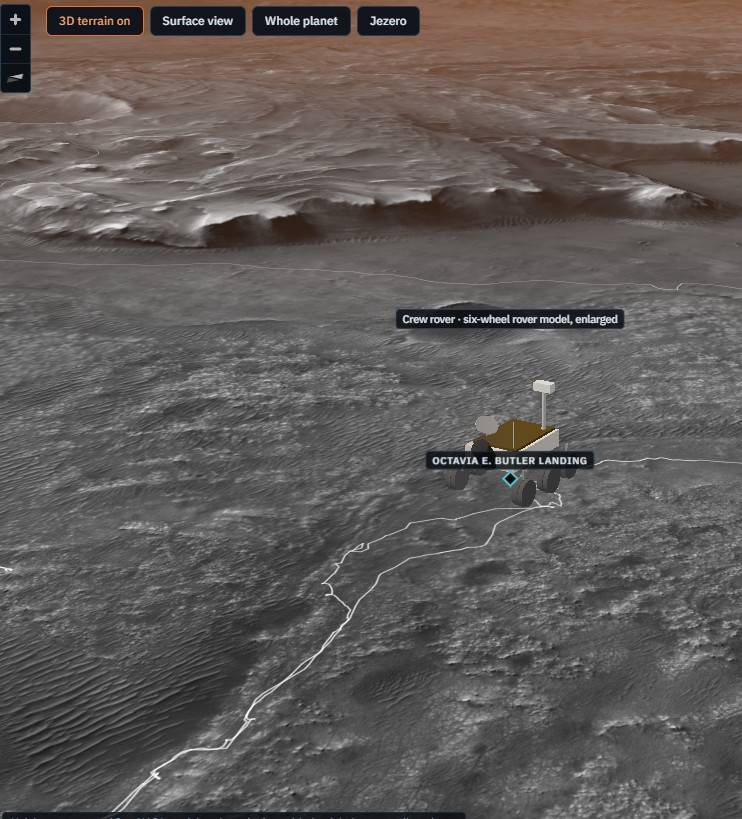 +
3D terrain on
Surface view
Whole planet
Jezero
−
Crew rover · six-wheel rover model, enlarged
OCTAVIA E. BUTLER LANDING